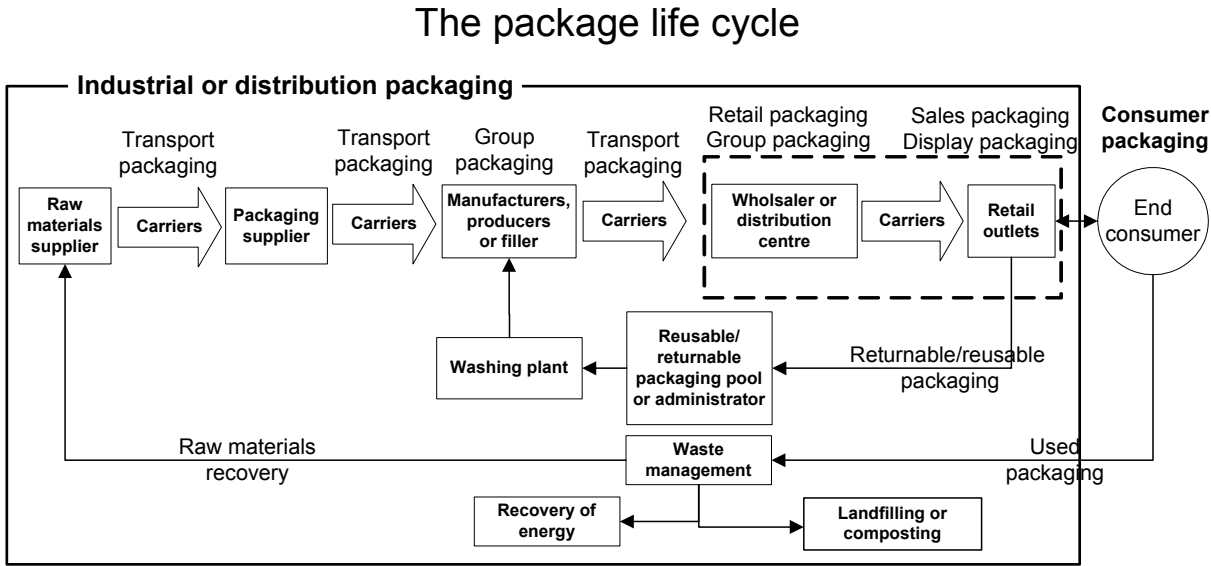 The package life cycle
Industrial or distribution packaging
Transport
packaging
Transport
packaging
Group
packaging
Transport
packaging
Retail packaging
Group packaging
Sales packaging
Display packaging
Consumer
packaging
Raw
materials
supplier
Carriers
Packaging
supplier
Carriers
Manufacturers,
producers
or filler
Carriers
Wholsaler or
distribution
centre
Carriers
Retail
outlets
End
consumer
Washing plant
Reusable/
returnable
packaging pool
or administrator
Returnable/reusable
packaging
Raw materials
recovery
Waste
management
Used
packaging
Recovery of
energy
Landfilling or
composting